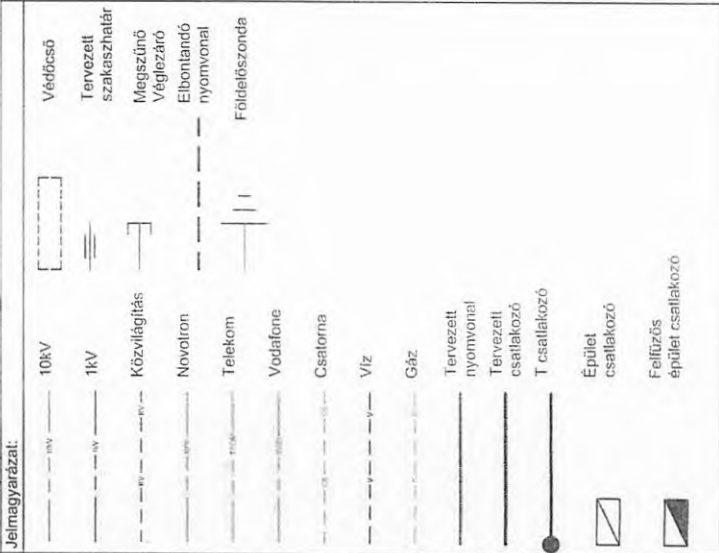 Jelmagyarázat:
10kV
1kV
Közvilágítás
Novotron
Telekom
Vodafone
Csatorna
Víz
Gáz
Tervezett
nyomvonal
Tervezett
csatlakozó
T csatlakozó
Épület
csatlakozó
Felfűzős
épület csatlakozó
Védőcső
Tervezett
szakaszhatár
Megszünő
Véglezáró
Elbontandó
nyomvonal
Földelőszonda